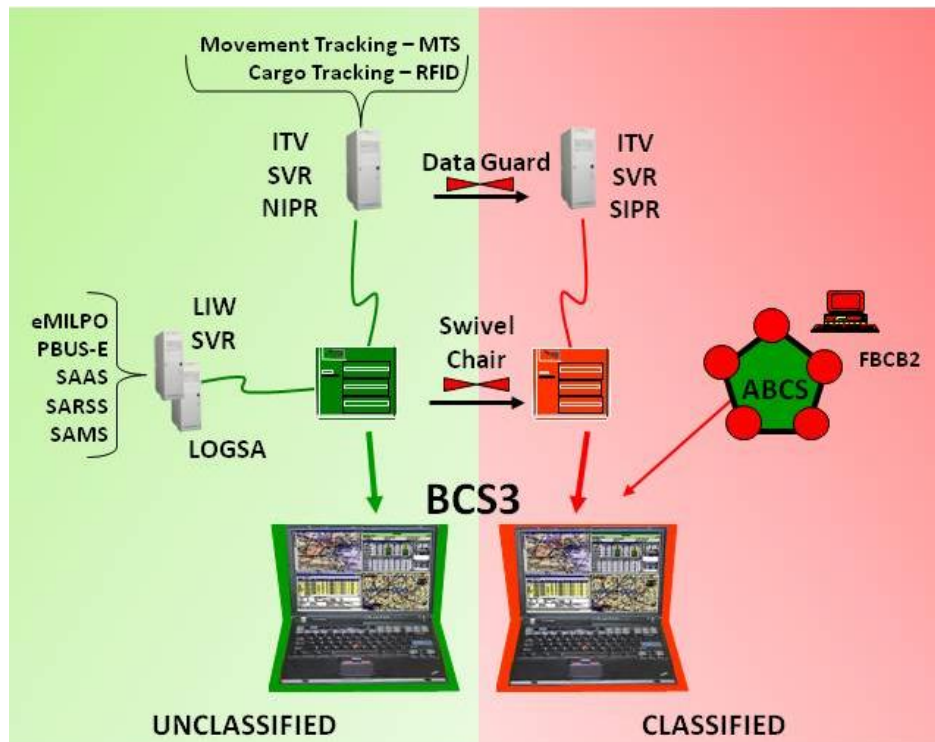 Movement Tracking – MTS
Cargo Tracking – RFID
ITV
SVR
NIPR
Data Guard
ITV
SVR
SIPR
eMILPO
PBUS-E
SAAS
SARSS
SAMS
LIW
SVR
LOGSA
Swivel
Chair
ABCS
FBCB2
BCS3
UNCLASSIFIED
CLASSIFIED